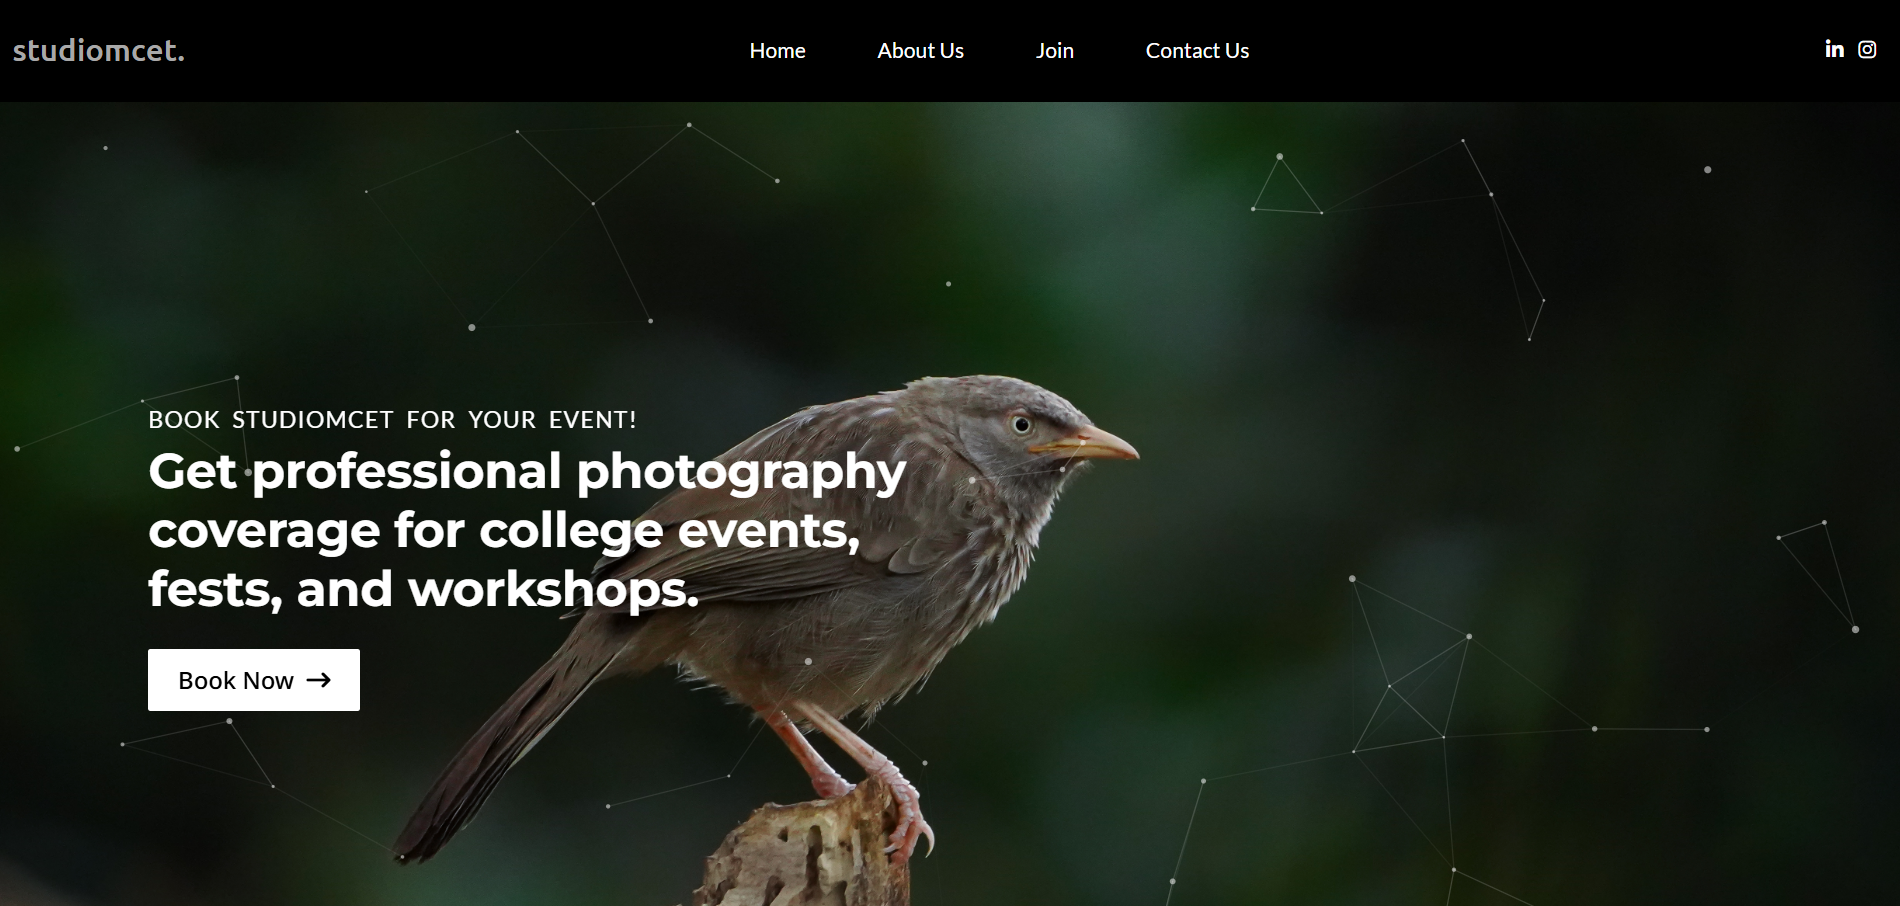 studiomcet.
Home
About Us
Join
Contact Us
in
BOOK STUDIOMCET FOR YOUR EVENT!
Get professional photography
coverage for college events,
fests, and workshops.
Book Now →